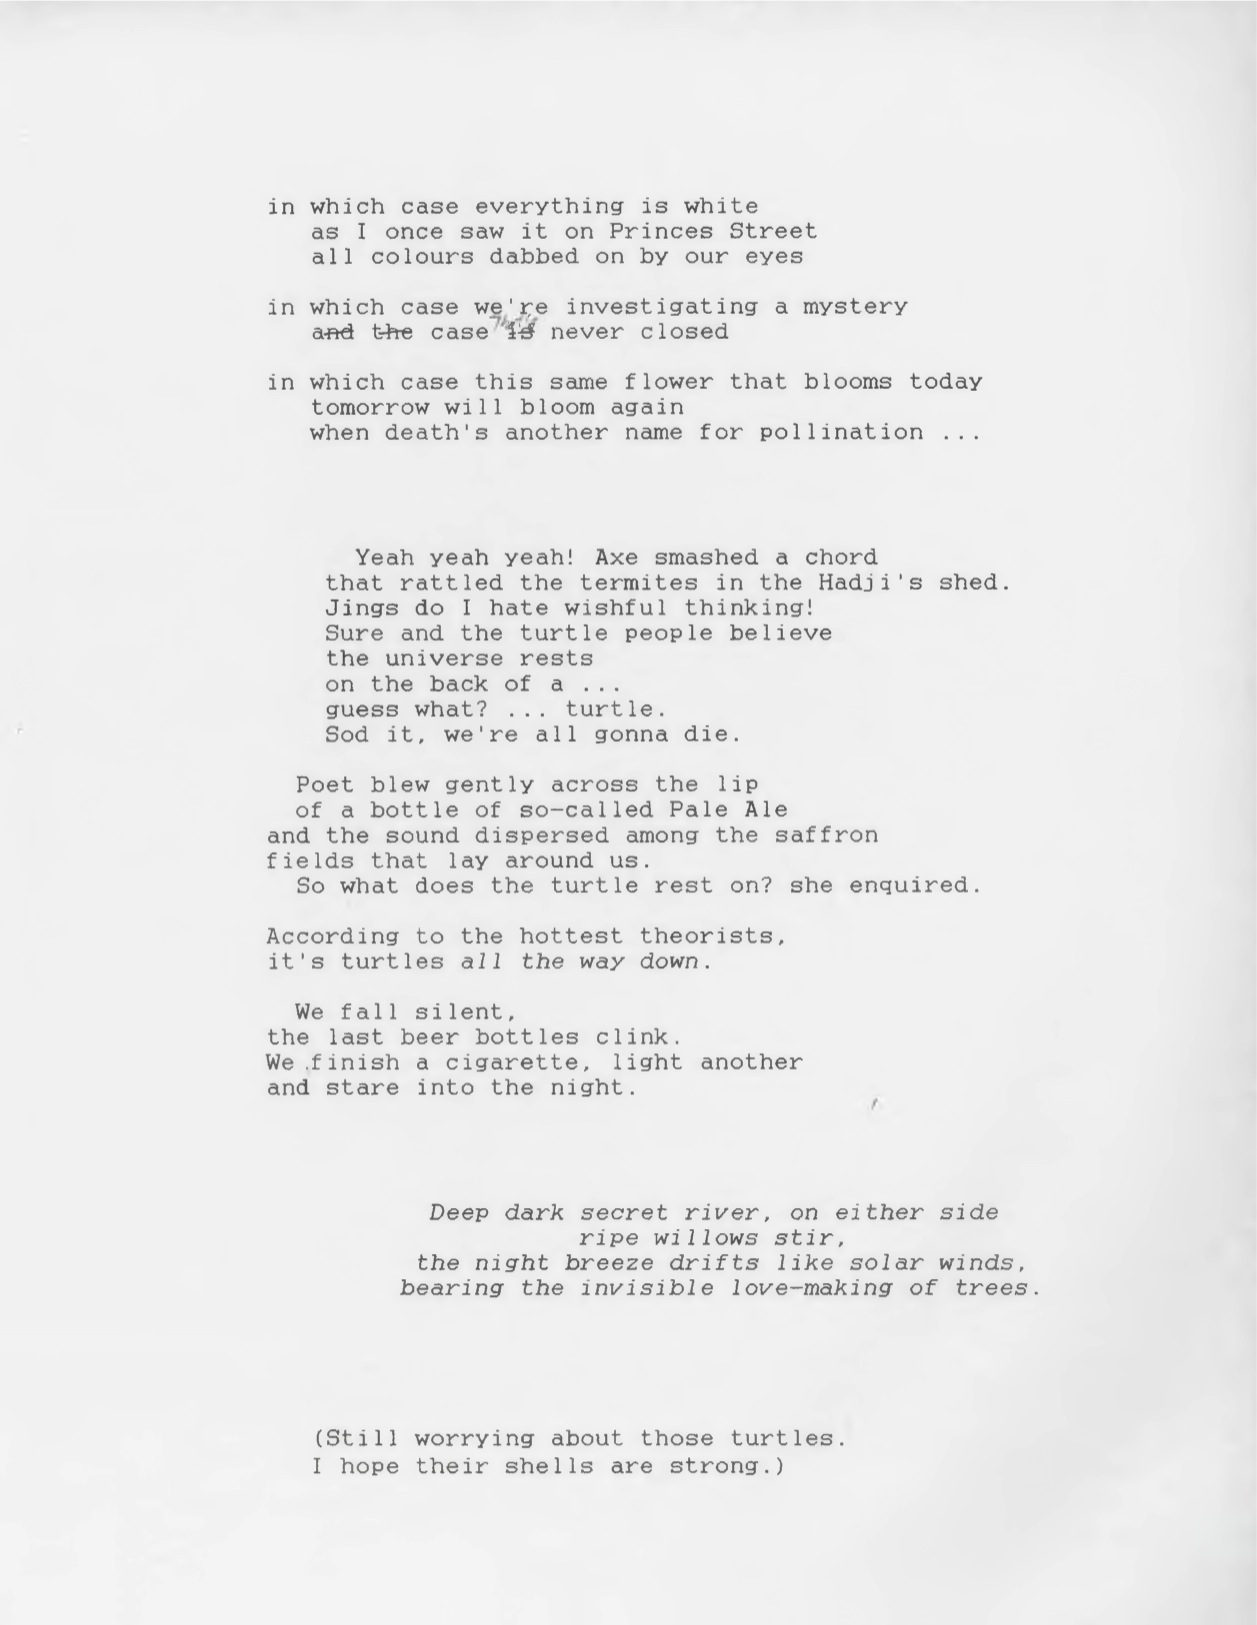 in which case everything is white
as I once saw it on Princes Street
all colours dabbed on by our eyes
in which case we're investigating a mystery
and the case is that's never closed
in which case this same flower that blooms today
tomorrow will bloom again
when death's another name for pollination ...
Yeah yeah yeah! Axe smashed a chord
that rattled the termites in the Hadji's shed.
Jings do I hate wishful thinking!
Sure and the turtle people believe
the universe rests
on the back of a ...
guess what? ... turtle.
Sod it, we're all gonna die.
Poet blew gently across the lip
of a bottle of so-called Pale Ale
and the sound dispersed among the saffron
fields that lay around us.
So what does the turtle rest on? she enquired.
According to the hottest theorists,
it's turtles all the way down.
We fall silent,
the last beer bottles clink.
We finish a cigarette, light another
and stare into the night.
Deep dark secret river, on either side
ripe willows stir,
the night breeze drifts like solar winds,
bearing the invisible love-making of trees.
(Still worrying about those turtles.
I hope their shells are strong.)